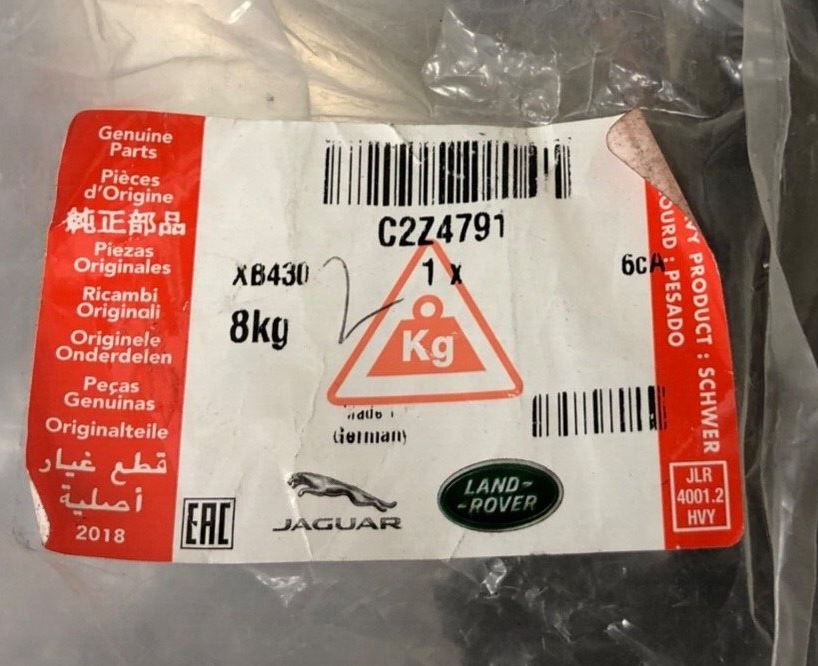 Genuine
Parts
Pièces
d'Origine
純正部品
Piezas
Originales
Ricambi
Originali
Originele
Onderdelen
Peças
Genuinas
Originalteile
قطع غيار
أصلية
2018
C2Z4791
XB430
1 x
6cA
8kg
Kg
Germany
EAC
JAGUAR
LAND-
-ROVER
PRODUCT : SCHWER
: PESADO
JLR
4001.2
HVY